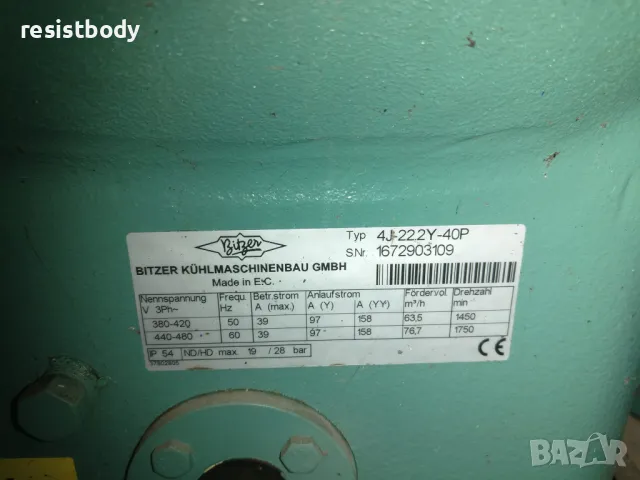 resistbody
Bitzer
Typ 4J-22.2Y-40P
S.Nr. 1672903109
BITZER KÜHLMASCHINENBAU GMBH
Made in E.C.
Nennspannung Frequ. Betr.strom Anlaufstrom Fördervol. Drehzahl
V 3Ph~ Hz A (max.) A (Y) A (YY) m³/h min
380-420 50 39 97 158 63,5 1450
440-480 60 39 97 158 76,7 1750
IP 54 ND/HD max. 19 / 28 bar
CE
BAZAR